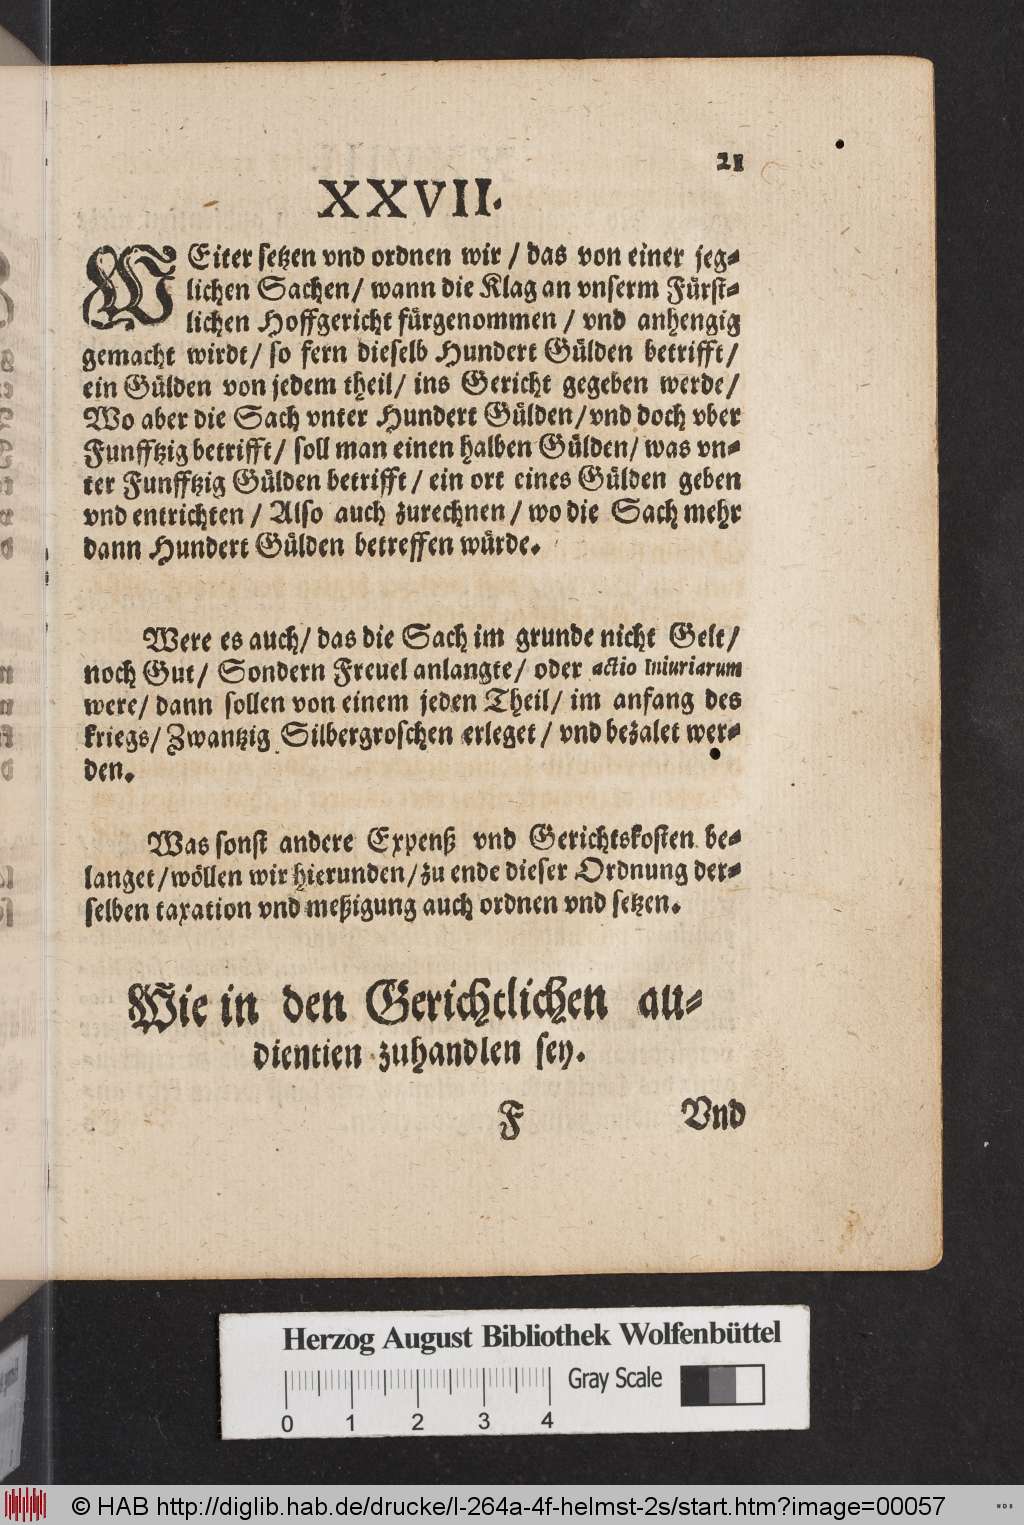 21
XXVII.
WEiter setzen vnd ordnen wir / das von einer jeg-
lichen Sachen / wann die Klag an vnserm Fürst-
lichen Hoffgericht fürgenommen / vnd anhengig
gemacht wirdt / so fern dieselb Hundert Gülden betrifft /
ein Gülden von jedem theil / ins Gericht gegeben werde /
Wo aber die Sach vnter Hundert Gülden / vnd doch vber
Funfftzig betrifft / soll man einen halben Gülden / was vn-
ter Funfftzig Gülden betrifft / ein ort eines Gülden geben
vnd entrichten / Also auch zurechnen / wo die Sach mehr
dann Hundert Gülden betreffen würde.
Were es auch / das die Sach im grunde nicht Gelt /
noch Gut / Sondern Freuel anlangte / oder actio Iniuriarum
were / dann sollen von einem jeden Theil / im anfang des
kriegs / Zwantzig Silbergroschen erleget / vnd bezalet wer-
den.
Was sonst andere Expenß vnd Gerichtskosten be-
langet / wöllen wir hierunden / zu ende dieser Ordnung der-
selben taxation vnd meßigung auch ordnen vnd setzen.
Wie in den Gerichtlichen au-
dientien zuhandlen sey.
F Vnd
Herzog August Bibliothek Wolfenbüttel
Gray Scale
0 1 2 3 4
© HAB http://diglib.hab.de/drucke/l-264a-4f-helmst-2s/start.htm?image=00057